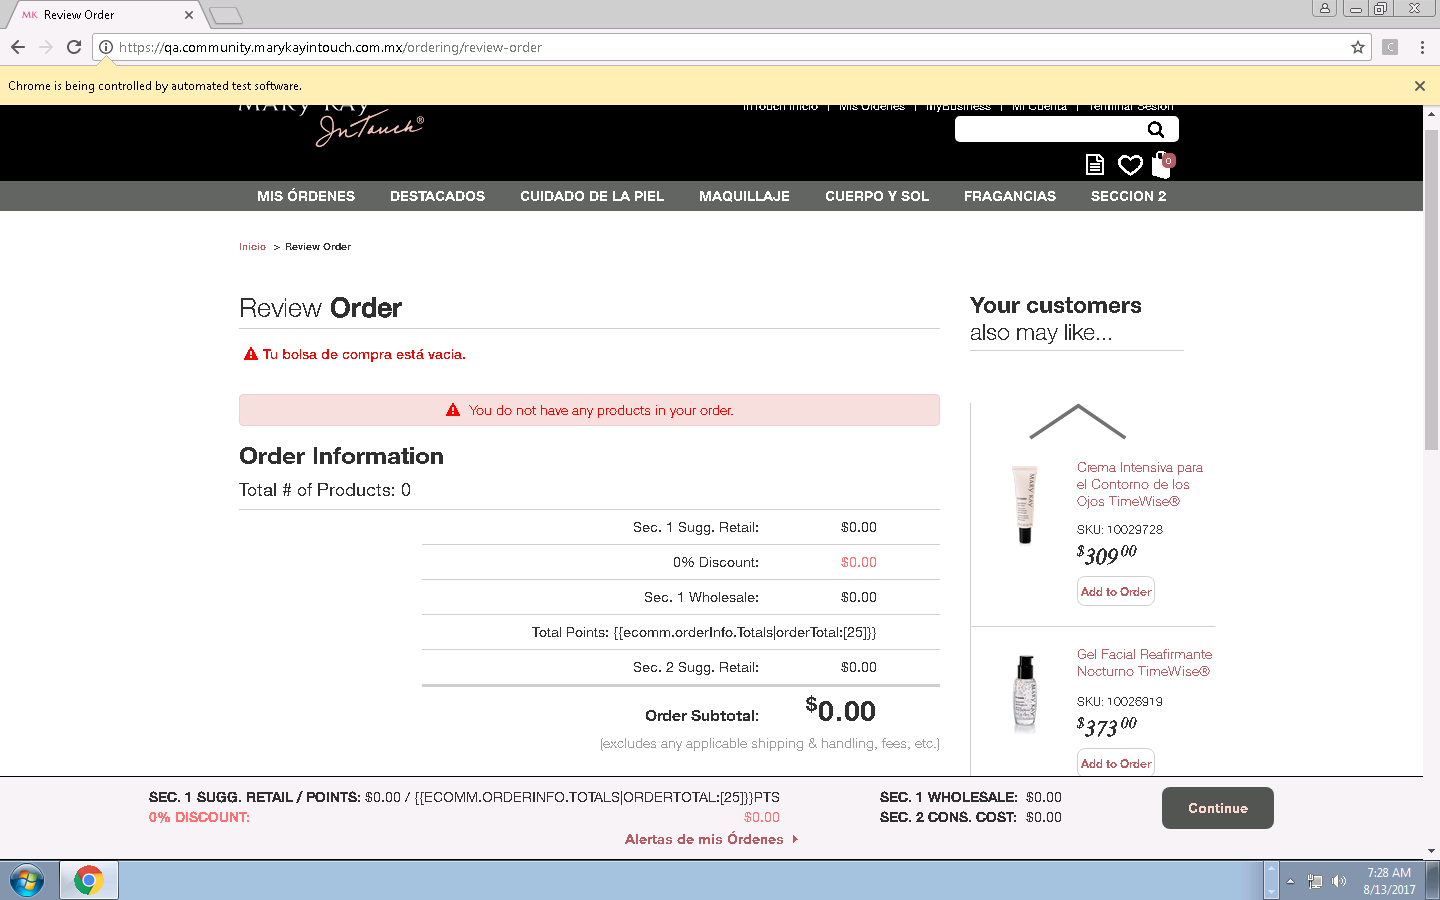 MK Review Order
https://qa.community.marykayintouch.com.mx/ordering/review-order
C
Chrome is being controlled by automated test software.
MARY KAY
InTouch®
InTouch Inicio | Mis Órdenes | myBusiness | Mi Cuenta | Terminar Sesión
0
MIS ÓRDENES DESTACADOS CUIDADO DE LA PIEL MAQUILLAJE CUERPO Y SOL FRAGANCIAS SECCION 2
Inicio > Review Order
Review Order
Tu bolsa de compra está vacia.
You do not have any products in your order.
Order Information
Total # of Products: 0
Sec. 1 Sugg. Retail: $0.00
0% Discount: $0.00
Sec. 1 Wholesale: $0.00
Total Points: {{ecomm.orderInfo.Totals|orderTotal:[25]}}
Sec. 2 Sugg. Retail: $0.00
Order Subtotal: $0.00
(excludes any applicable shipping & handling, fees, etc.)
Your customers
also may like...
MARY KAY
Crema Intensiva para
el Contorno de los
Ojos TimeWise®
SKU: 10029728
$309 00
Add to Order
MARY KAY
Gel Facial Reafirmante
Nocturno TimeWise®
SKU: 10026919
$373 00
Add to Order
SEC. 1 SUGG. RETAIL / POINTS: $0.00 / {{ECOMM.ORDERINFO.TOTALS|ORDERTOTAL:[25]}}PTS
0% DISCOUNT: $0.00
Alertas de mis Órdenes
SEC. 1 WHOLESALE: $0.00
SEC. 2 CONS. COST: $0.00
Continue
7:28 AM
8/13/2017